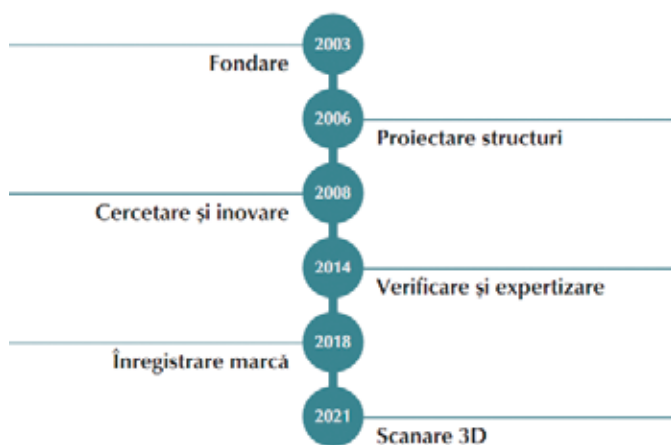 2003
Fondare
2006
Proiectare structuri
2008
Cercetare și inovare
2014
Verificare și expertizare
2018
Înregistrare marcă
2021
Scanare 3D